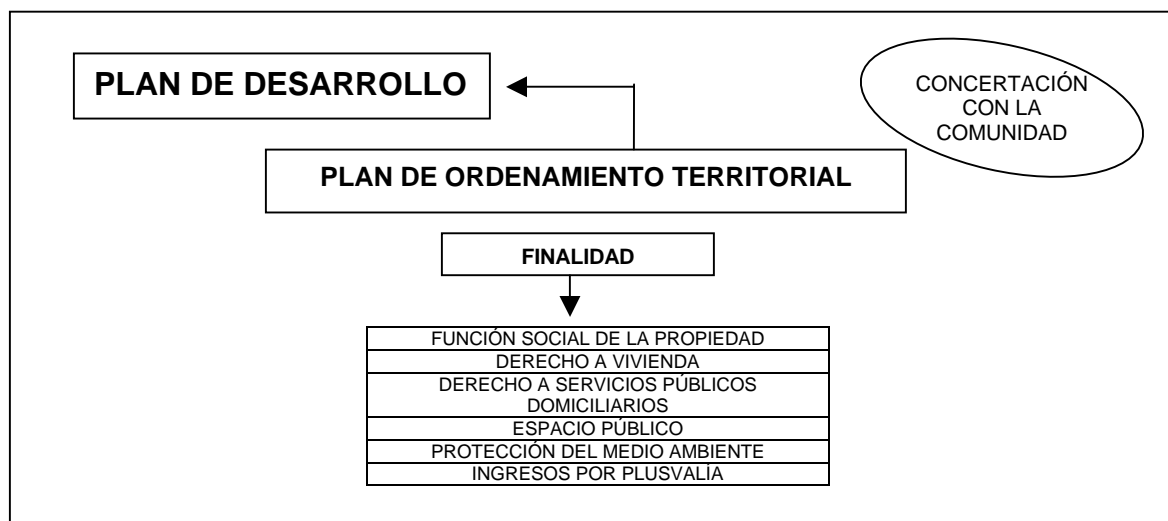 PLAN DE DESARROLLO
CONCERTACIÓN
CON LA
COMUNIDAD
PLAN DE ORDENAMIENTO TERRITORIAL
FINALIDAD
FUNCIÓN SOCIAL DE LA PROPIEDAD
DERECHO A VIVIENDA
DERECHO A SERVICIOS PÚBLICOS
DOMICILIARIOS
ESPACIO PÚBLICO
PROTECCIÓN DEL MEDIO AMBIENTE
INGRESOS POR PLUSVALÍA